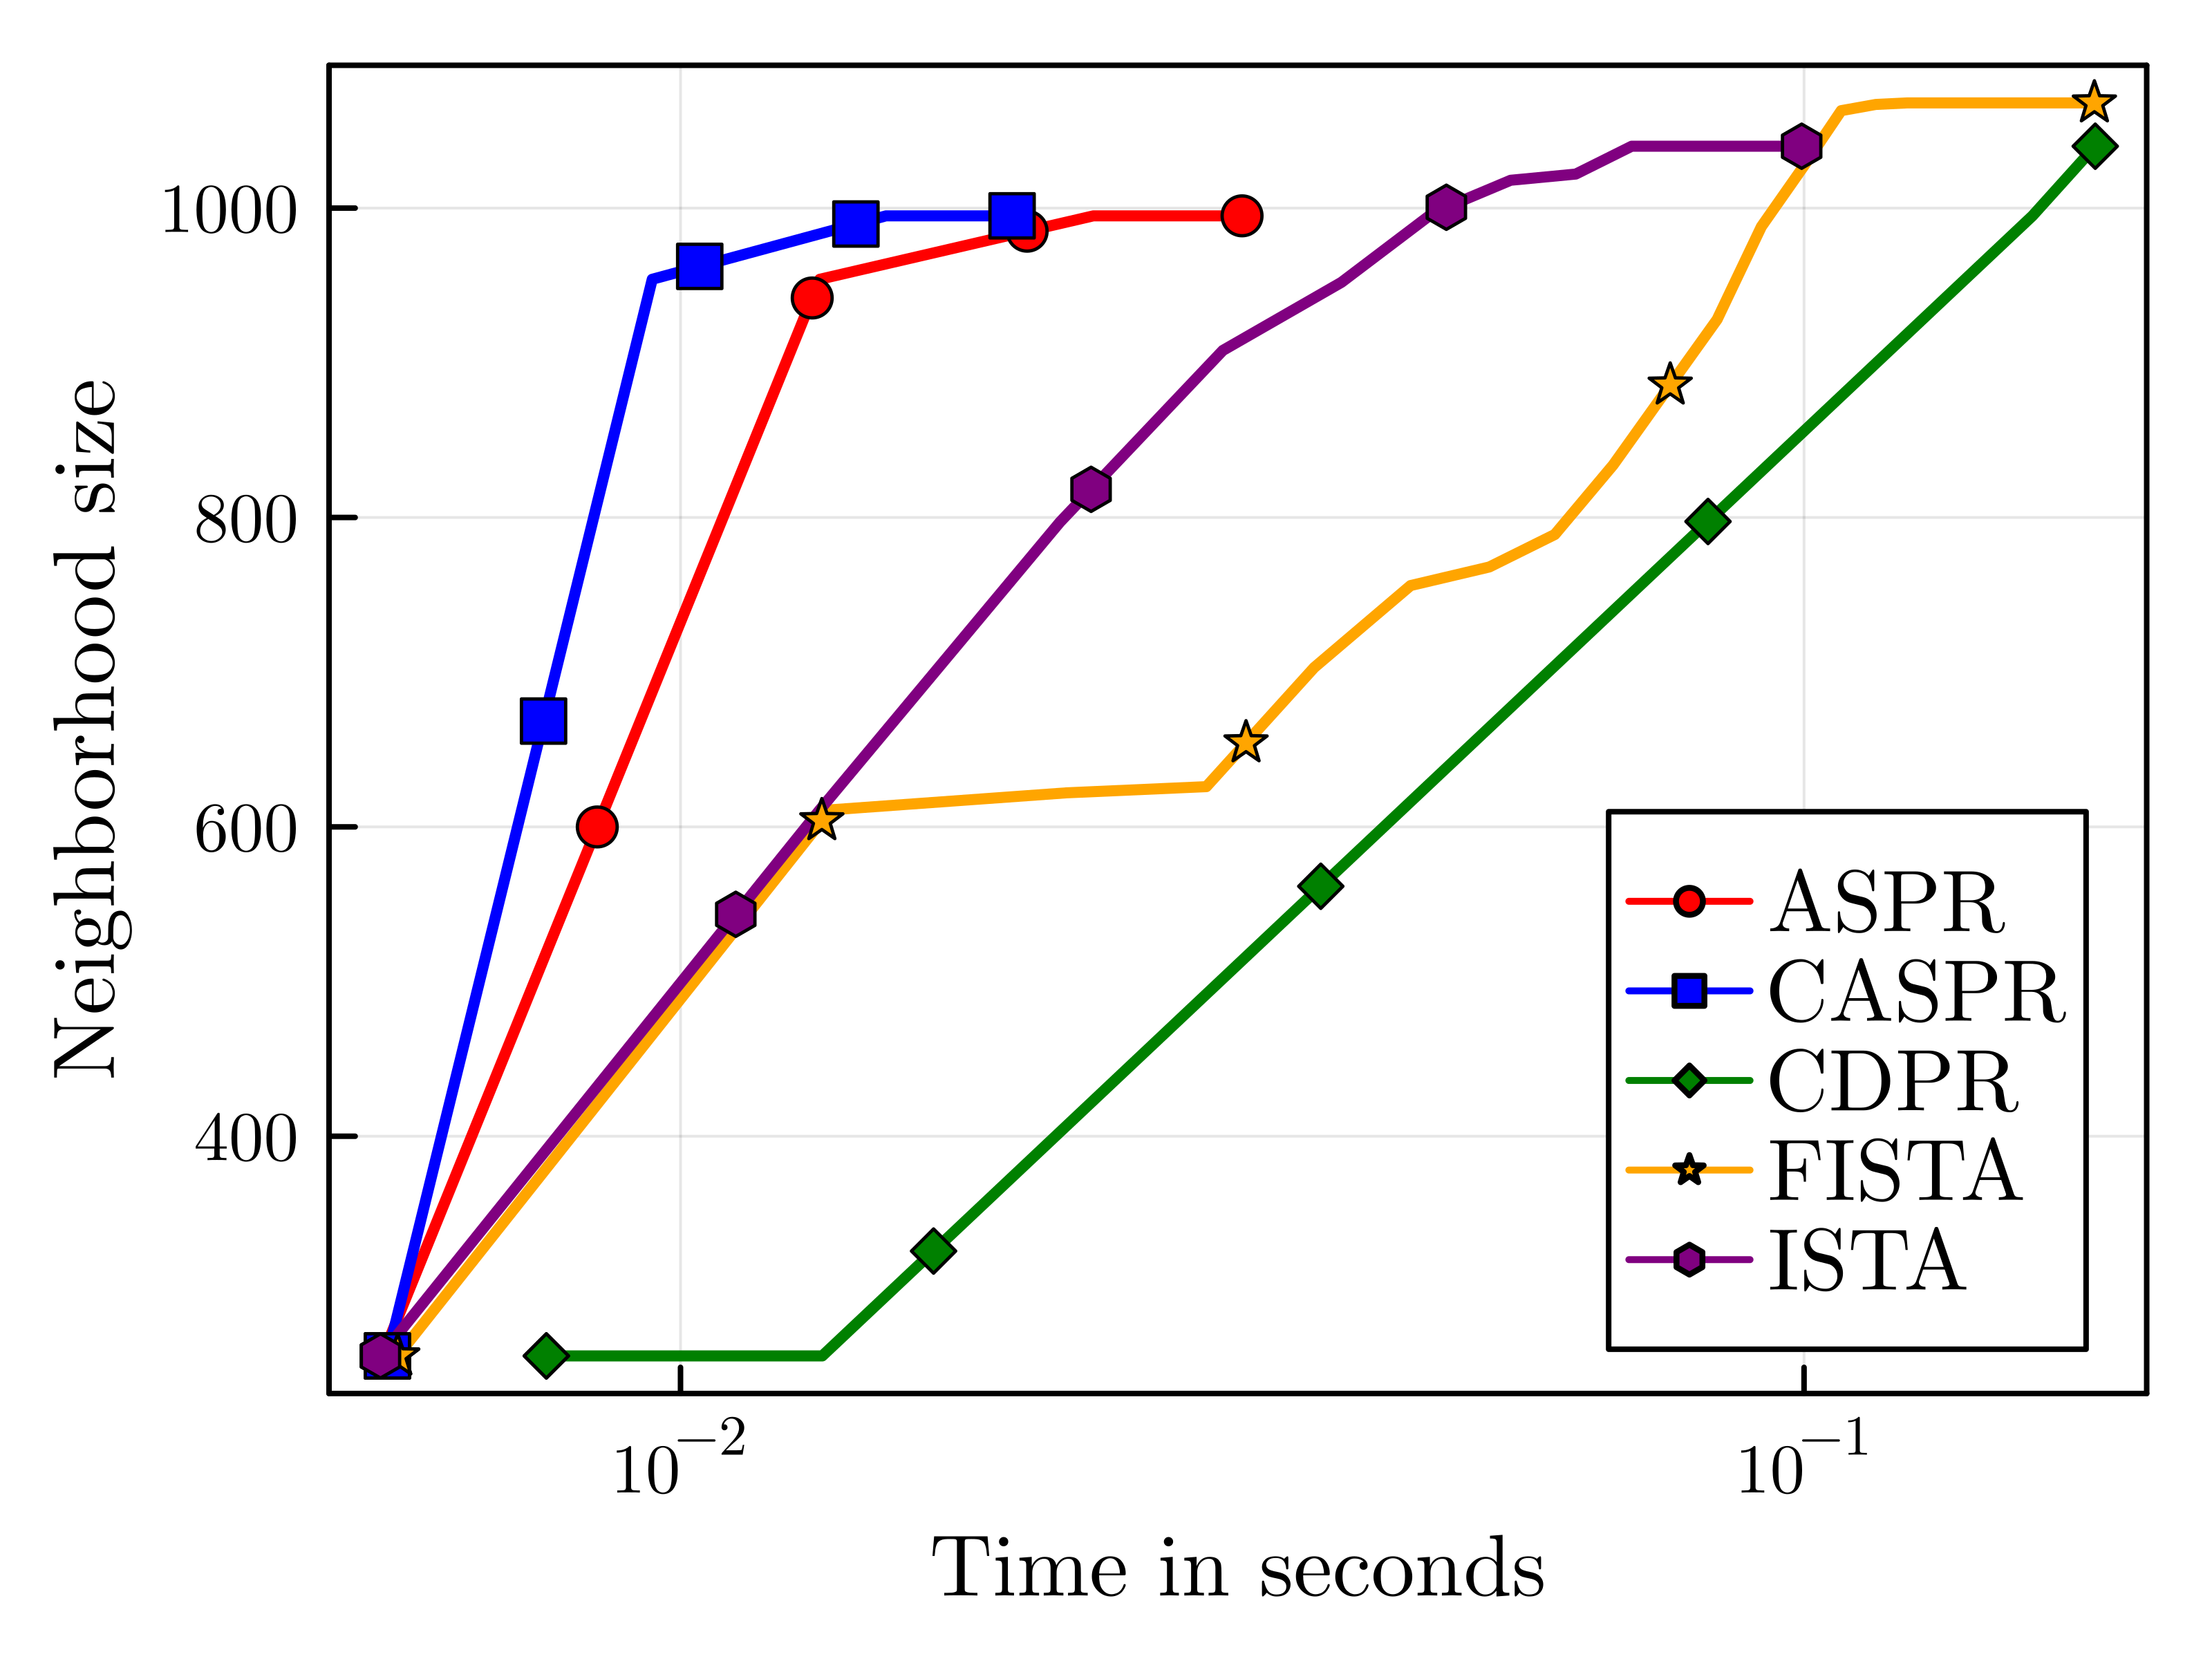 Neighborhood size
1000
800
600
400
10⁻²
10⁻¹
Time in seconds
ASPR
CASPR
CDPR
FISTA
ISTA